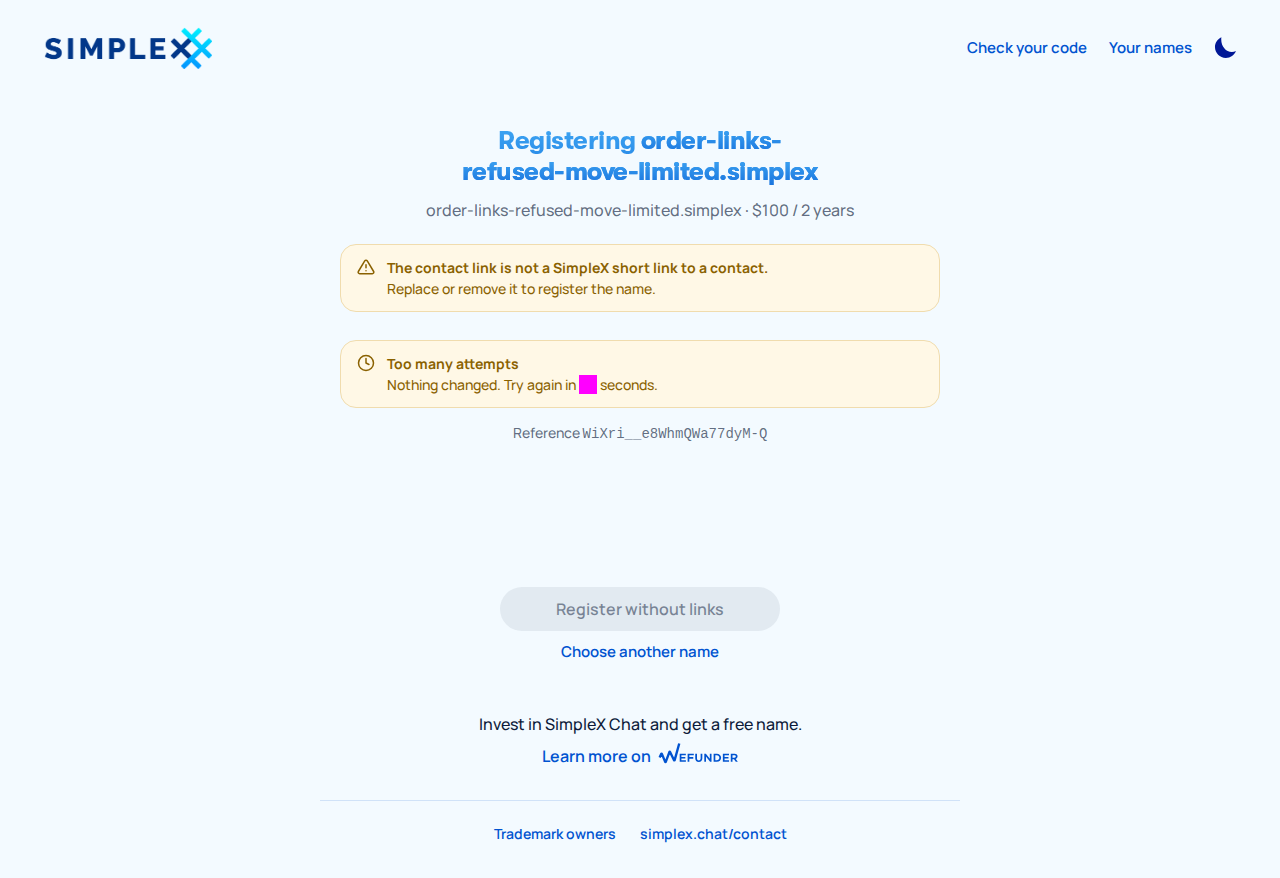 SIMPLEX
Check your code
Your names
Registering order-links-
refused-move-limited.simplex
order-links-refused-move-limited.simplex · $100 / 2 years
The contact link is not a SimpleX short link to a contact.
Replace or remove it to register the name.
Too many attempts
Nothing changed. Try again in seconds.
Reference WiXri__e8WhmQWa77dyM-Q
Register without links
Choose another name
Invest in SimpleX Chat and get a free name.
Learn more on WEFUNDER
Trademark owners
simplex.chat/contact